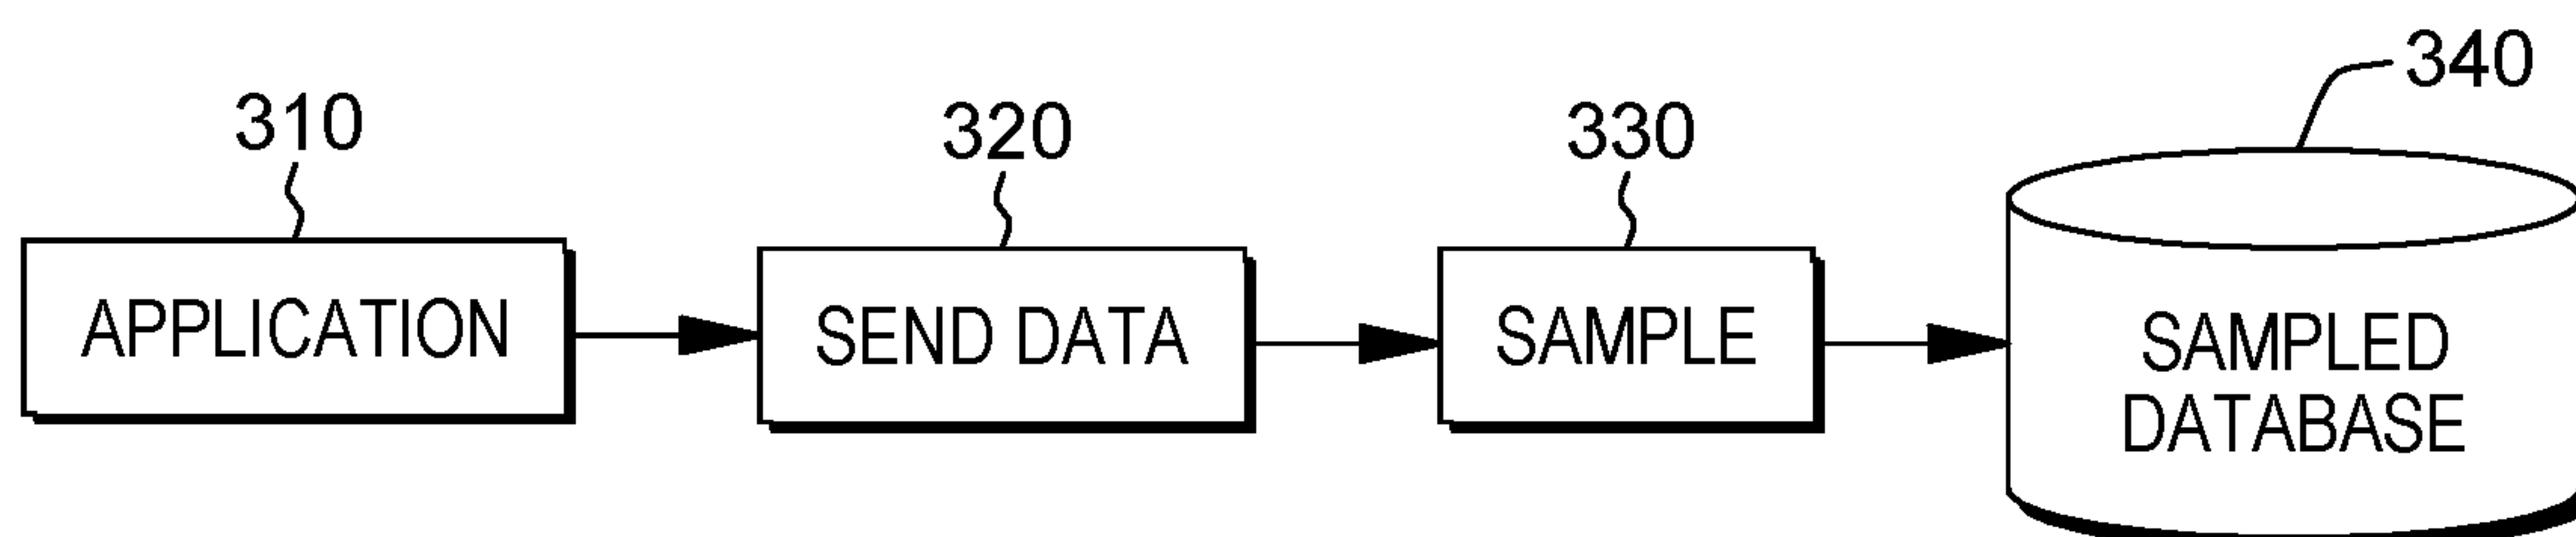 310
320
330
340
APPLICATION
SEND DATA
SAMPLE
SAMPLED
DATABASE